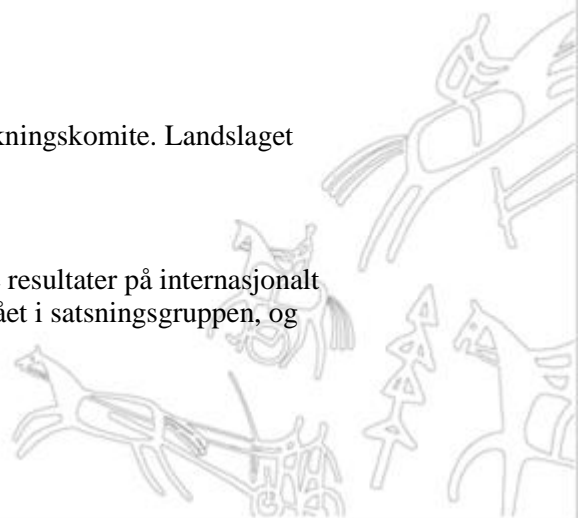 kningskomite. Landslaget
resultater på internasjonalt
ået i satsningsgruppen, og